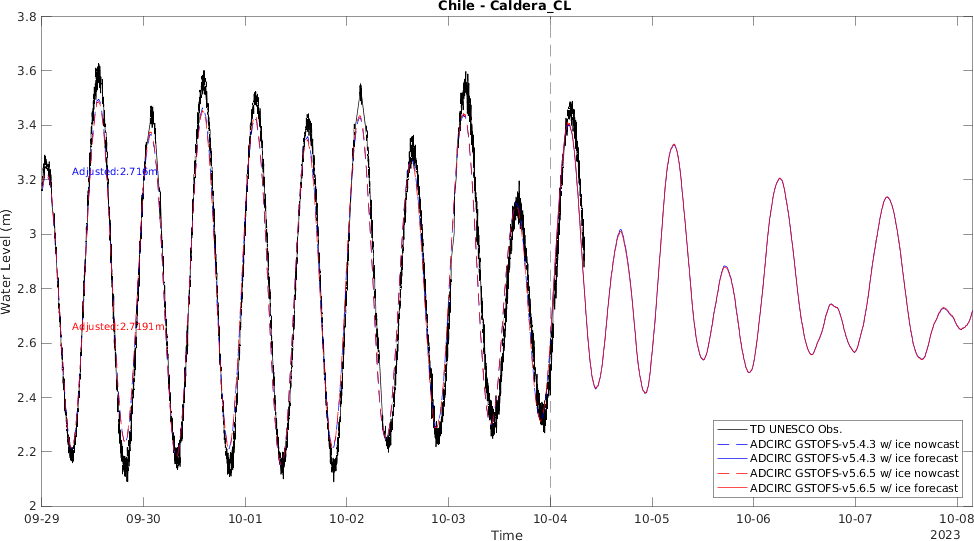 Chile - Caldera_CL
3.8
3.6
3.4
3.2
3
2.8
2.6
2.4
2.2
2
Water Level (m)
Adjusted:2.716m
Adjusted:2.7191m
TD UNESCO Obs.
ADCIRC GSTOFS-v5.4.3 w/ ice nowcast
ADCIRC GSTOFS-v5.4.3 w/ ice forecast
ADCIRC GSTOFS-v5.6.5 w/ ice nowcast
ADCIRC GSTOFS-v5.6.5 w/ ice forecast
09-29 09-30 10-01 10-02 10-03 10-04 10-05 10-06 10-07 10-08
Time 2023